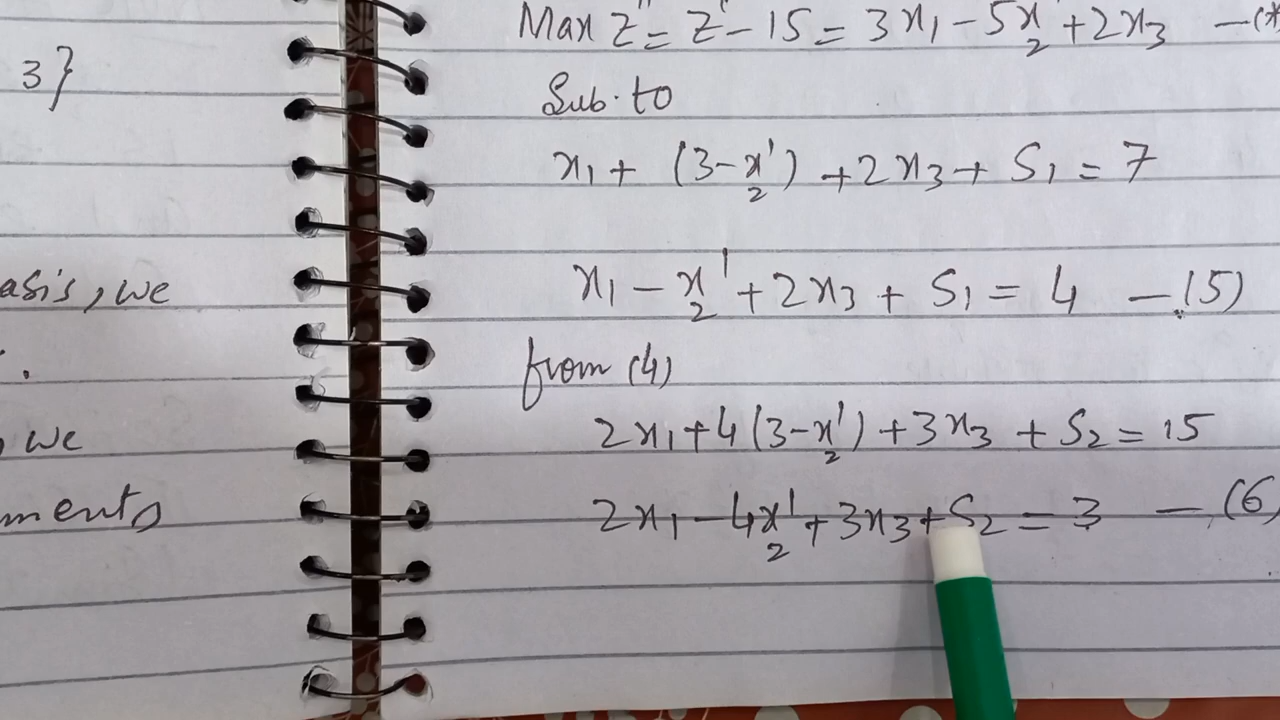 3}
asis, we
.
, we
ments
Max Z" = Z' - 15 = 3x₁ - 5x₂' + 2x₃ —(*
Sub. to
x₁ + (3 - x₂') + 2x₃ + S₁ = 7
x₁ - x₂' + 2x₃ + S₁ = 4 — (5)
from (4)
2x₁ + 4(3 - x₂') + 3x₃ + S₂ = 15
2x₁ - 4x₂' + 3x₃ + S₂ = 3 — (6)